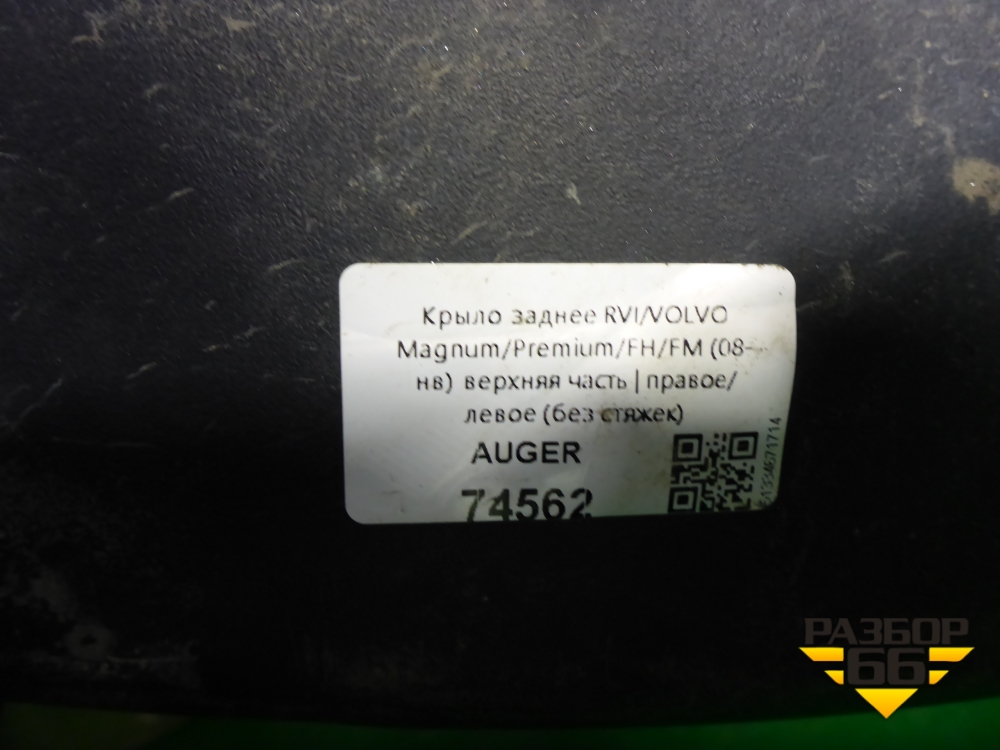 Крыло заднее RVI/VOLVO
Magnum/Premium/FH/FM (08-
нв) верхняя часть | правое/
левое (без стяжек)
AUGER
74562
51334671714
РАЗБОР
66